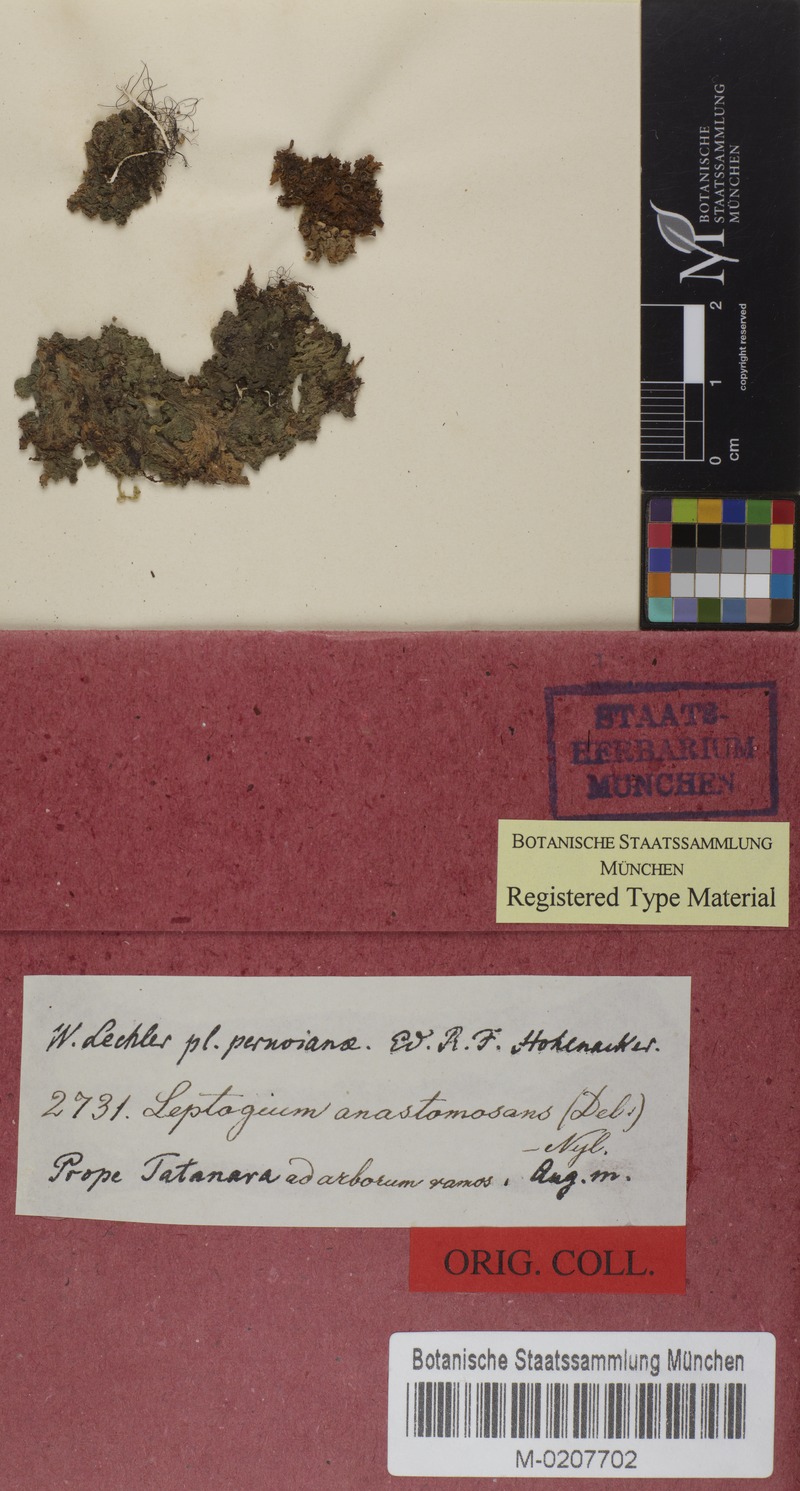 BOTANISCHE
STAATSSAMMLUNG
MÜNCHEN
M
0 1 2
cm
copyright reserved
STAATS-
HERBARIUM
MÜNCHEN
BOTANISCHE STAATSSAMMLUNG
MÜNCHEN
Registered Type Material
W. Lechler pl. peruvianæ. Ed. R. F. Hohenacker.
2731. Leptogium anastomosans (Del.)
– Nyl.
Prope Tatanara ad arborum ramos. Aug. m.
ORIG. COLL.
Botanische Staatssammlung München
M-0207702